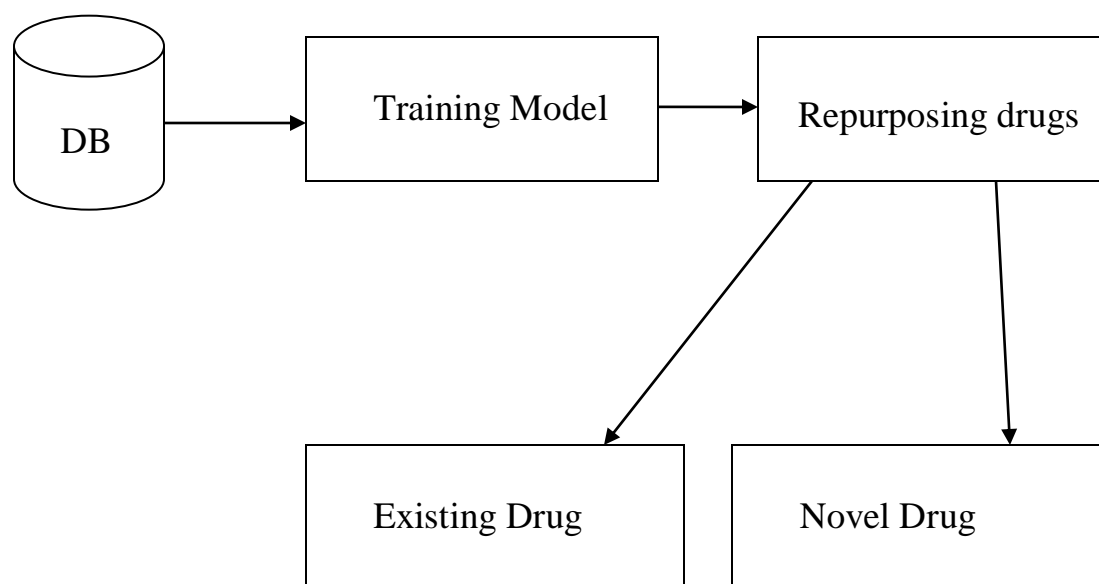 DB
Training Model
Repurposing drugs
Existing Drug
Novel Drug